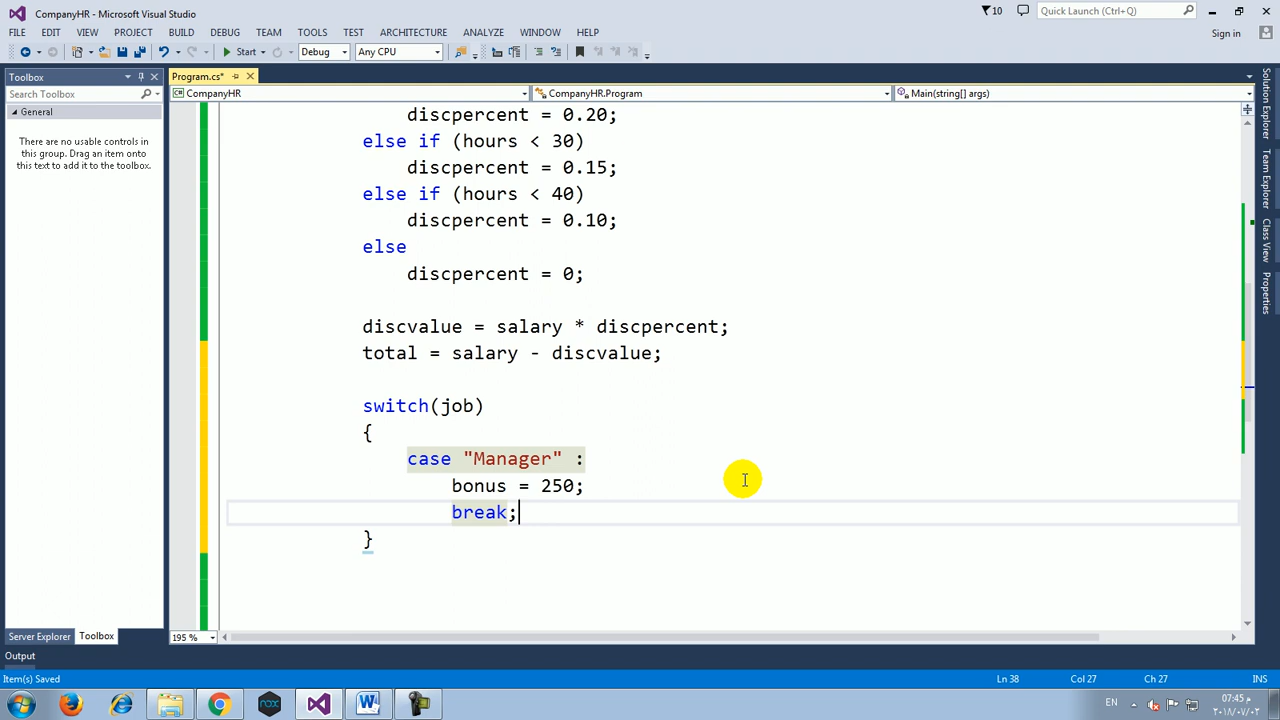 CompanyHR - Microsoft Visual Studio
10
Quick Launch (Ctrl+Q)
FILE EDIT VIEW PROJECT BUILD DEBUG TEAM TOOLS TEST ARCHITECTURE ANALYZE WINDOW HELP
Sign in
Start Debug Any CPU
Toolbox
Program.cs*
Search Toolbox
CompanyHR
CompanyHR.Program
Main(string[] args)
General
There are no usable controls in
this group. Drag an item onto
this text to add it to the toolbox.
discpercent = 0.20;
else if (hours < 30)
discpercent = 0.15;
else if (hours < 40)
discpercent = 0.10;
else
discpercent = 0;
discvalue = salary * discpercent;
total = salary - discvalue;
switch(job)
{
case "Manager" :
bonus = 250;
break;
}
Solution Explorer
Team Explorer
Class View
Properties
195 %
Server Explorer Toolbox
Output
Item(s) Saved
Ln 38 Col 27 Ch 27 INS
EN
07:45 م
٢٠١٨/٠٧/٠٢
nox